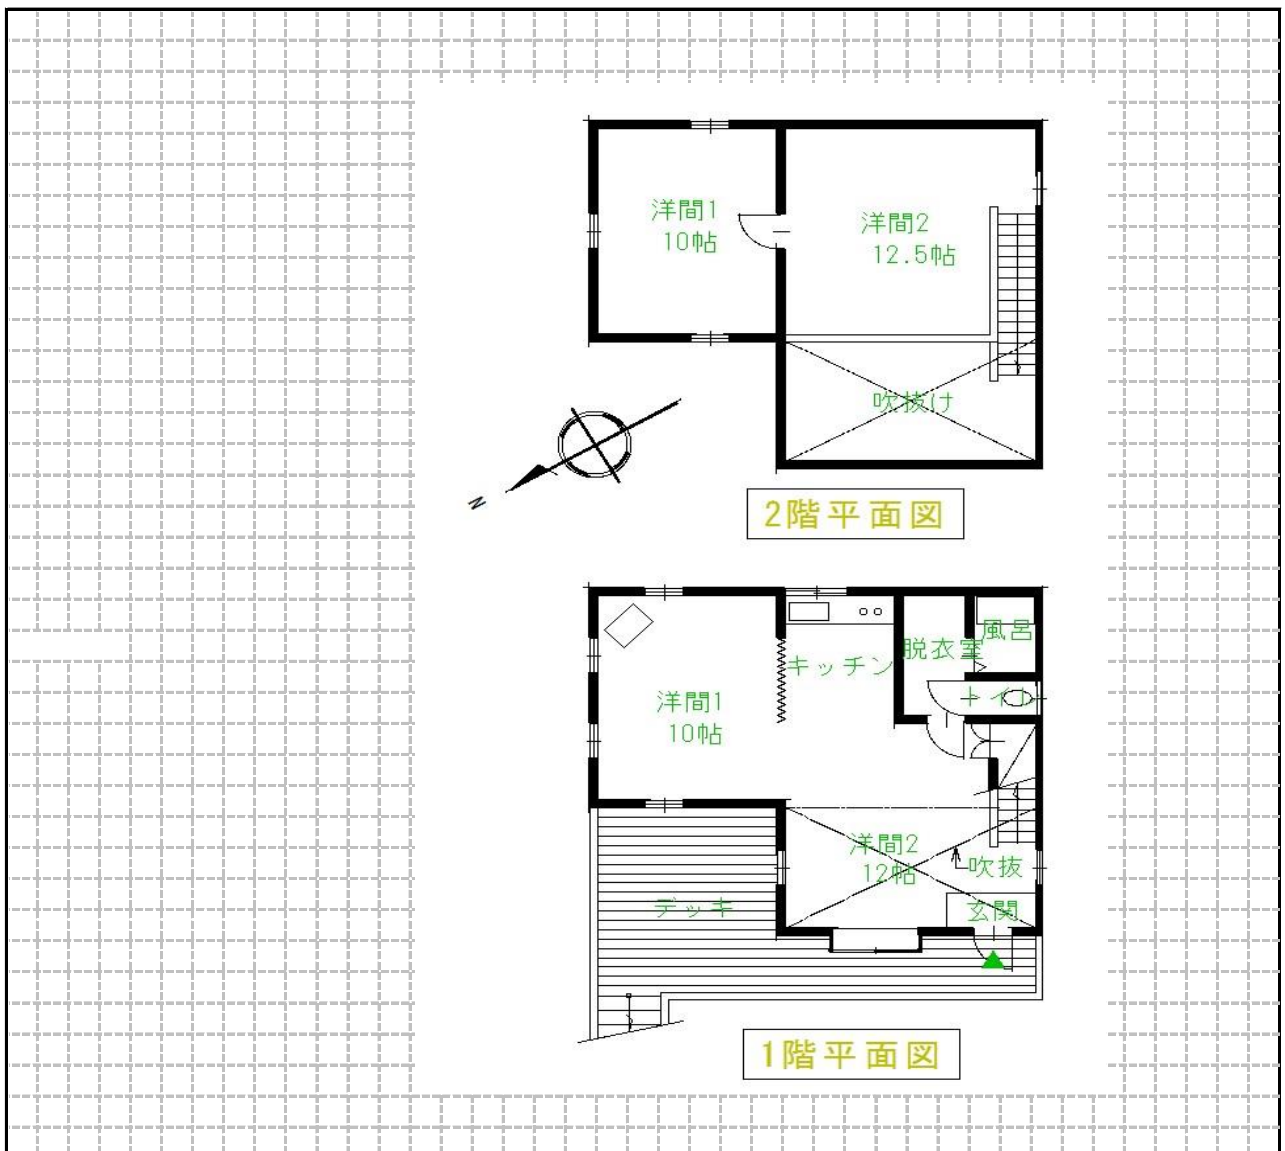 洋間1
10帖
洋間2
12.5帖
吹抜け
N
2階平面図
キッチン
脱衣室
風呂
トイレ
洋間1
10帖
洋間2
12帖
吹抜
デッキ
玄関
1階平面図